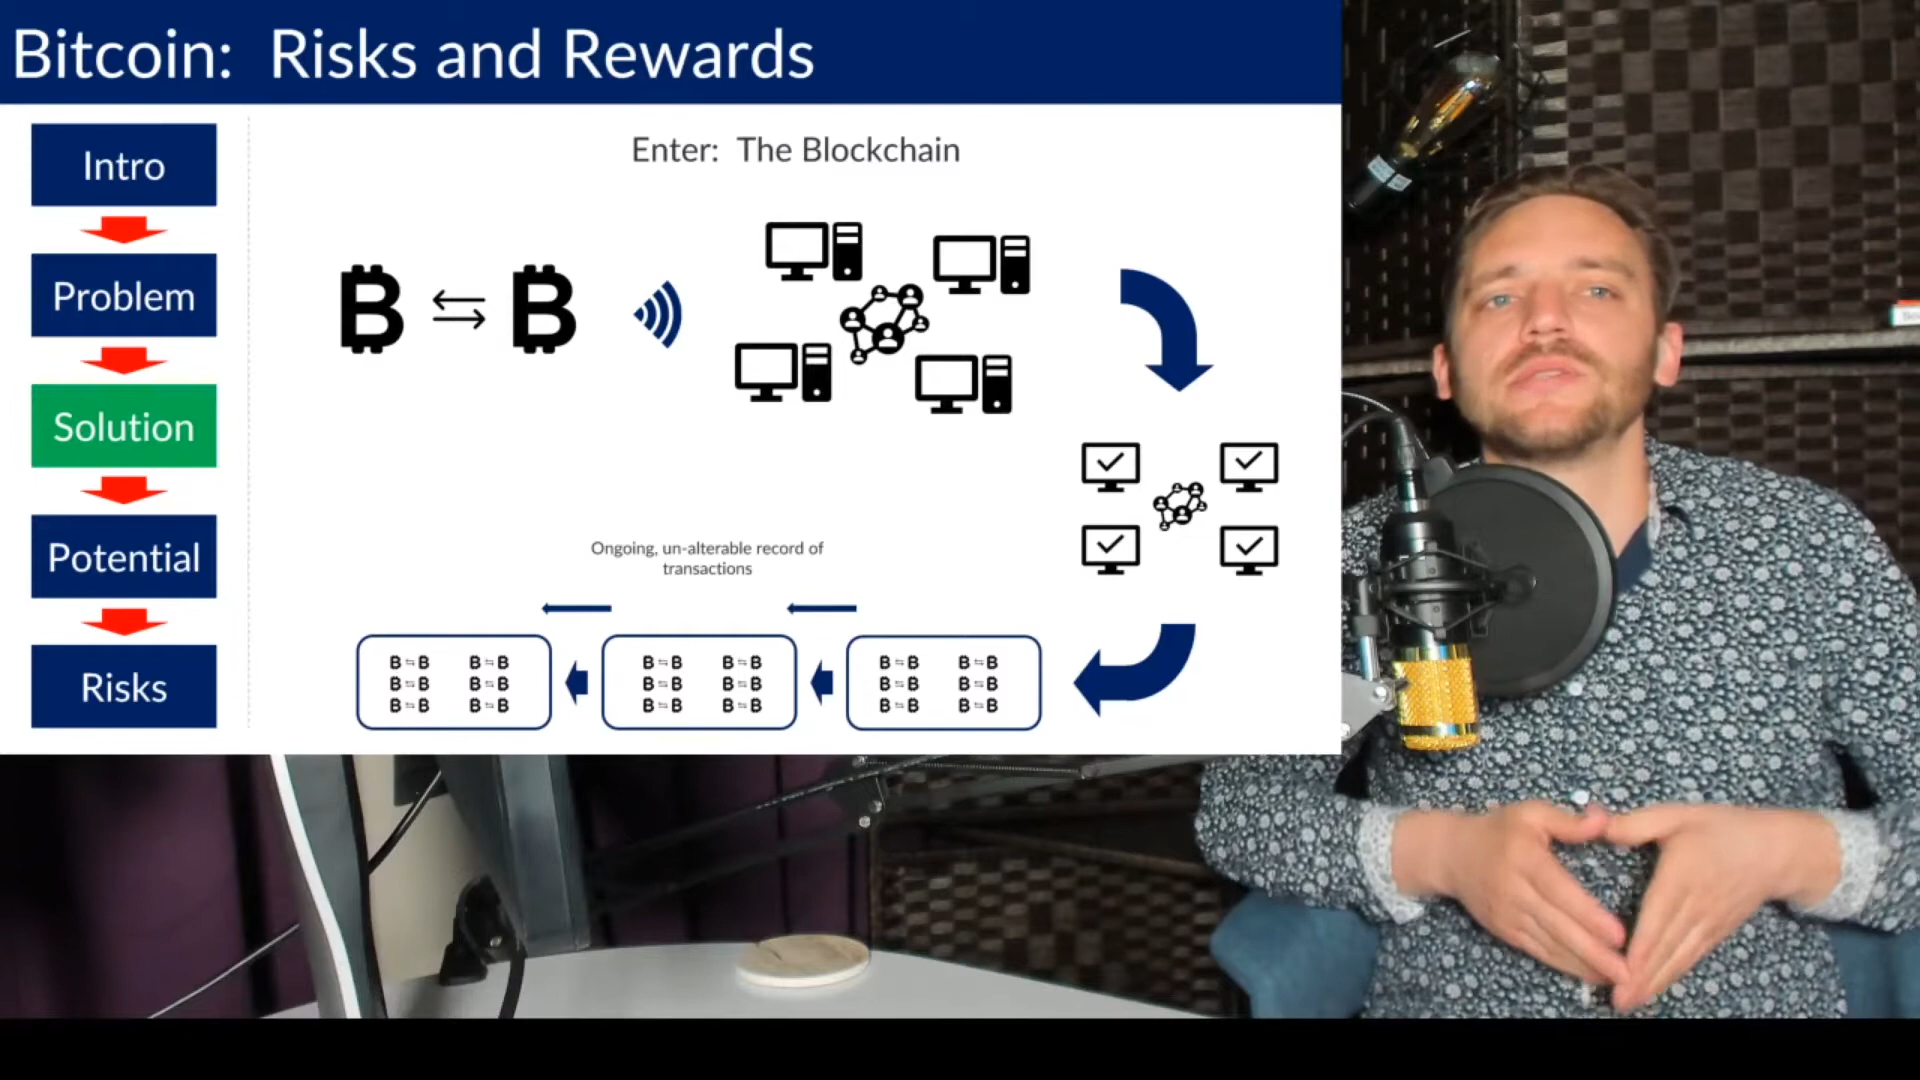 Bitcoin: Risks and Rewards
Intro
Problem
Solution
Potential
Risks
Enter: The Blockchain
Ongoing, un-alterable record of
transactions